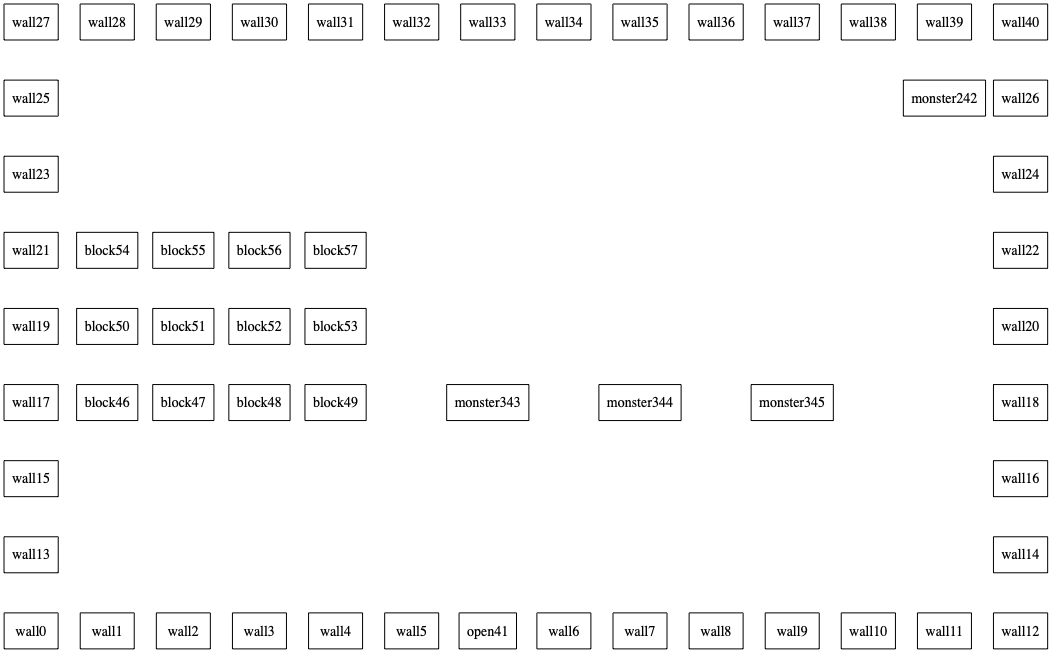 wall27 wall28 wall29 wall30 wall31 wall32 wall33 wall34 wall35 wall36 wall37 wall38 wall39 wall40
wall25 monster242 wall26
wall23 wall24
wall21 block54 block55 block56 block57 wall22
wall19 block50 block51 block52 block53 wall20
wall17 block46 block47 block48 block49 monster343 monster344 monster345 wall18
wall15 wall16
wall13 wall14
wall0 wall1 wall2 wall3 wall4 wall5 open41 wall6 wall7 wall8 wall9 wall10 wall11 wall12